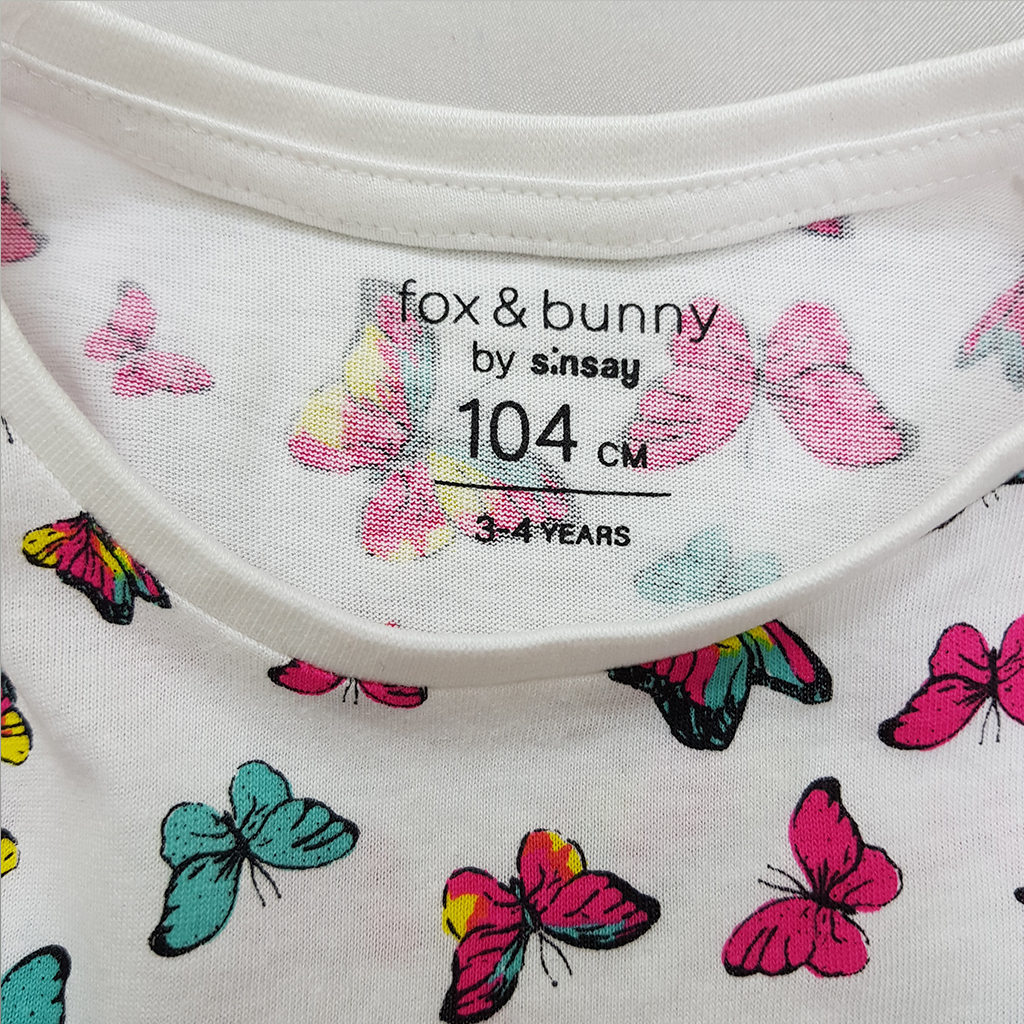 fox & bunny
by sinsay
104 CM
3-4 YEARS